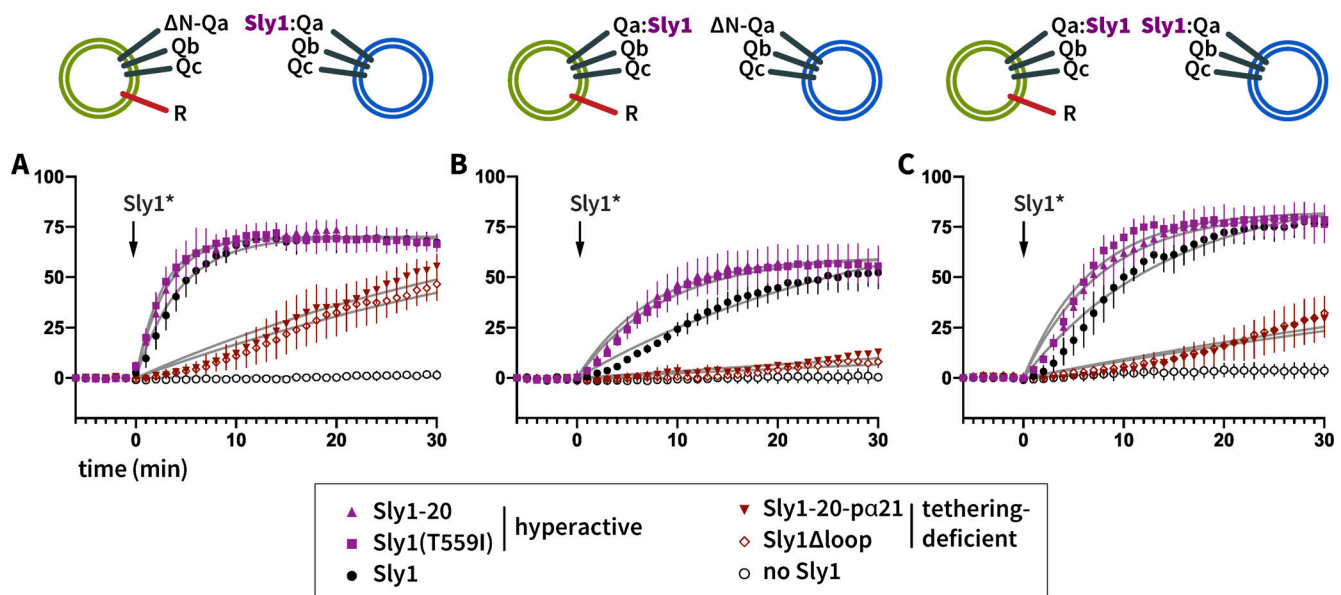 ΔN-Qa Sly1:Qa
Qb Qb
Qc Qc
R
Qa:Sly1 ΔN-Qa
Qb Qb
Qc Qc
R
Qa:Sly1 Sly1:Qa
Qb Qb
Qc Qc
R
A
100
75
50
25
0
Sly1*
0 10 20 30
time (min)
B
100
75
50
25
0
Sly1*
0 10 20 30
C
100
75
50
25
0
Sly1*
0 10 20 30
Sly1-20
Sly1(T559I)
hyperactive
Sly1
Sly1-20-pα21
Sly1Δloop
tethering-
deficient
no Sly1